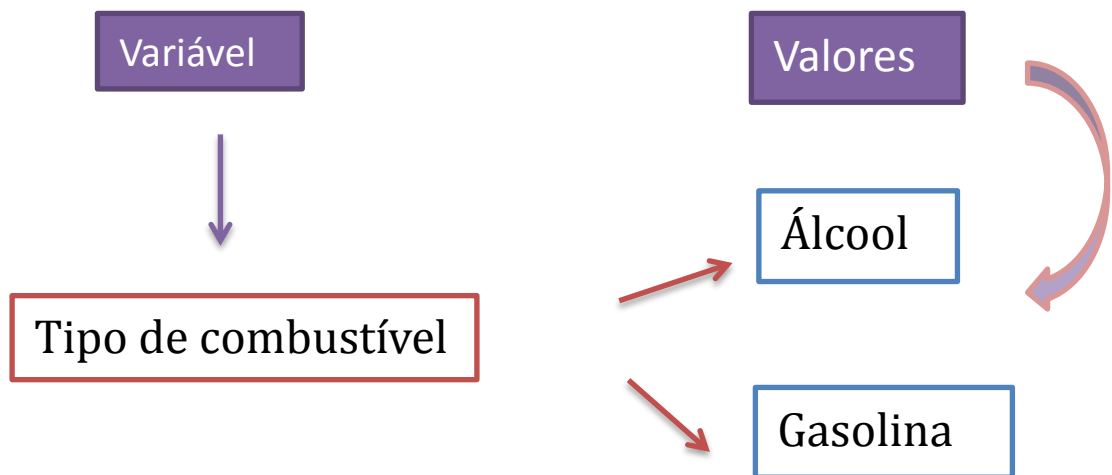 Variável
Valores
Álcool
Tipo de combustível
Gasolina